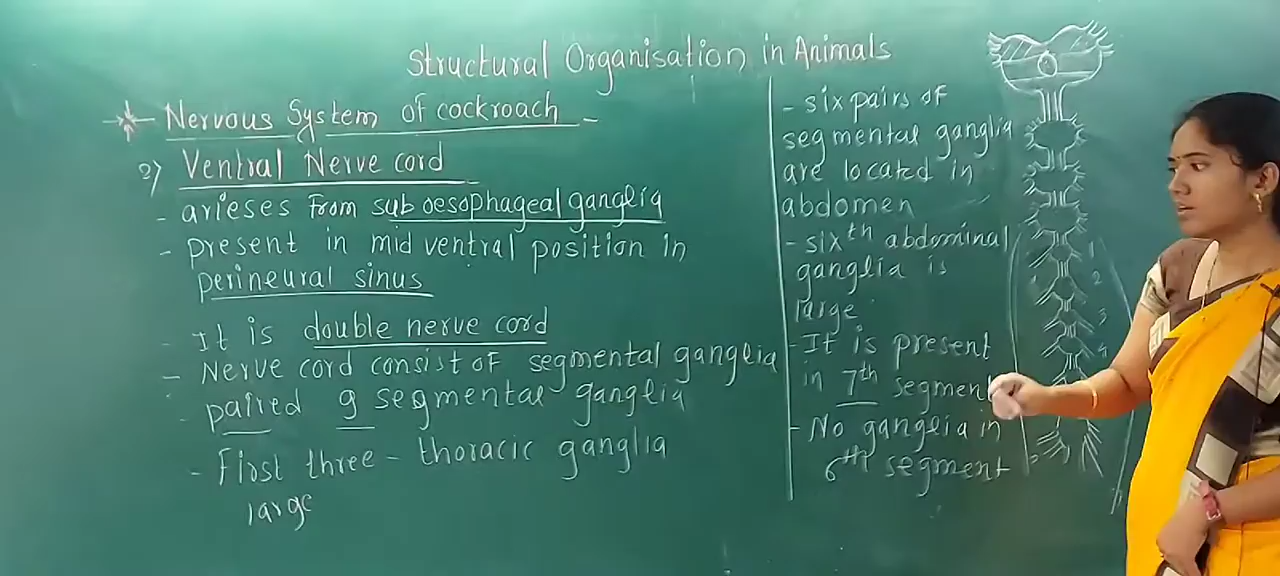 Structural Organisation in Animals
Nervous System of cockroach -
2) Ventral Nerve cord
- arieses from sub oesophageal ganglia
- present in mid ventral position in
perineural sinus
- It is double nerve cord
- Nerve cord consist of segmental ganglia
- paired 9 segmental ganglia
- First three - thoracic ganglia
large
- six pairs of
segmental ganglia
are located in
abdomen
- six th abdominal
ganglia is
large
- It is present
in 7th segment
- No ganglia in
6th segment
1
2
3
4